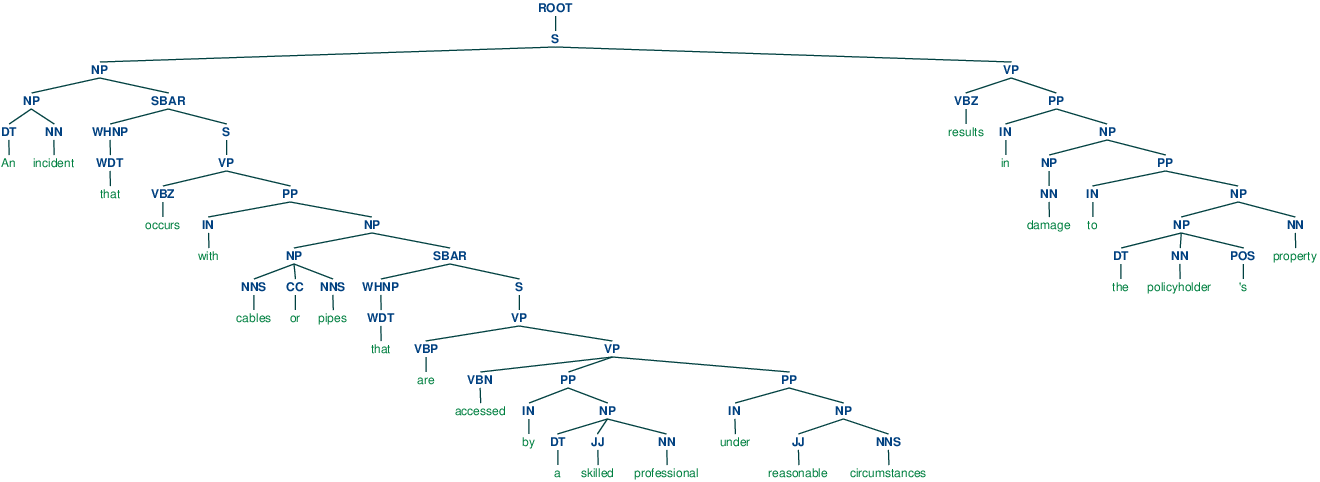 ROOT
S
NP VP
NP SBAR VBZ PP
DT NN WHNP S results IN NP
An incident WDT VP in NP PP
that VBZ PP NN IN NP
occurs IN NP damage to NP NN
with NP SBAR DT NN POS property
NNS CC NNS WHNP S the policyholder 's
cables or pipes WDT VP
that VBP VP
are VBN PP PP
accessed IN NP IN NP
by DT JJ NN under JJ NNS
a skilled professional reasonable circumstances